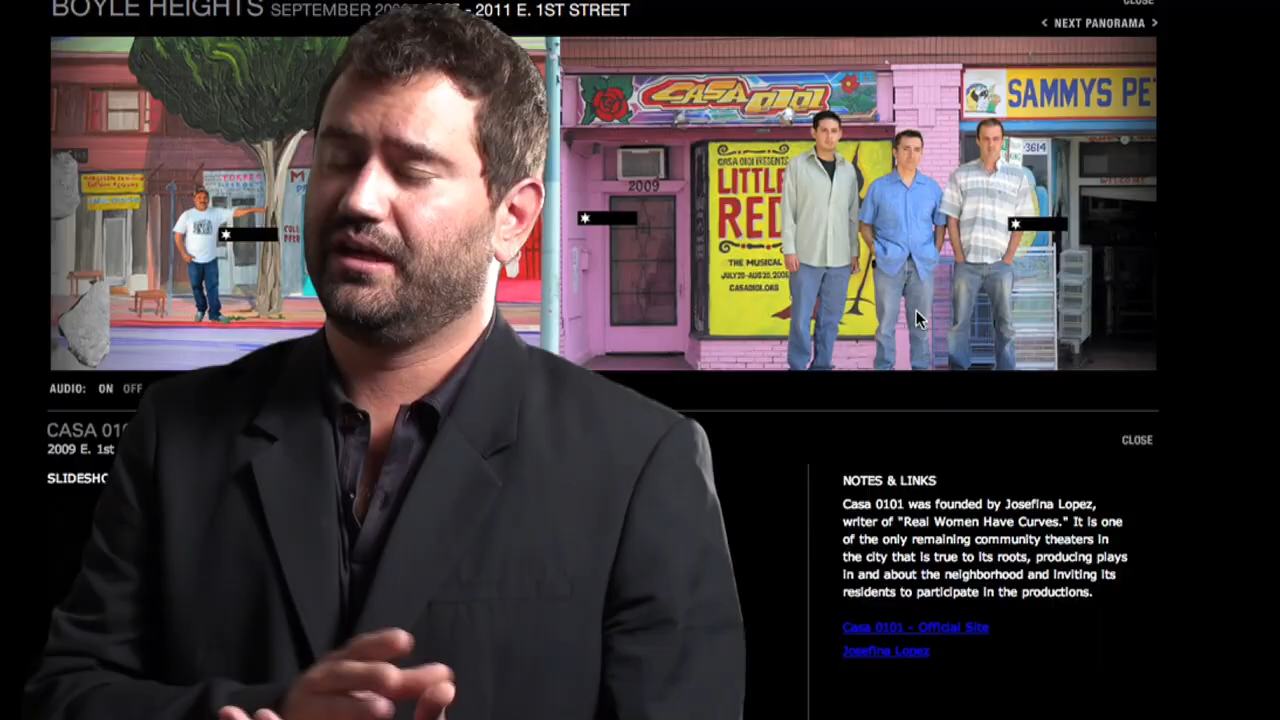 BOYLE HEIGHTS SEPTEMBER - 2011 E. 1ST STREET
CLOSE
< NEXT PANORAMA >
CASA 0101
SAMMYS PE
-3614
WELCOME
CASA 0101 PRESENTS
LITTLE
RED
THE MUSICAL
CASA0101.ORG
2009
AUDIO: ON OFF
CASA 010
2009 E. 1st
SLIDESHO
CLOSE
NOTES & LINKS
Casa 0101 was founded by Josefina Lopez,
writer of "Real Women Have Curves." It is one
of the only remaining community theaters in
the city that is true to its roots, producing plays
in and about the neighborhood and inviting its
residents to participate in the productions.
Casa 0101 - Official Site
Josefina Lopez